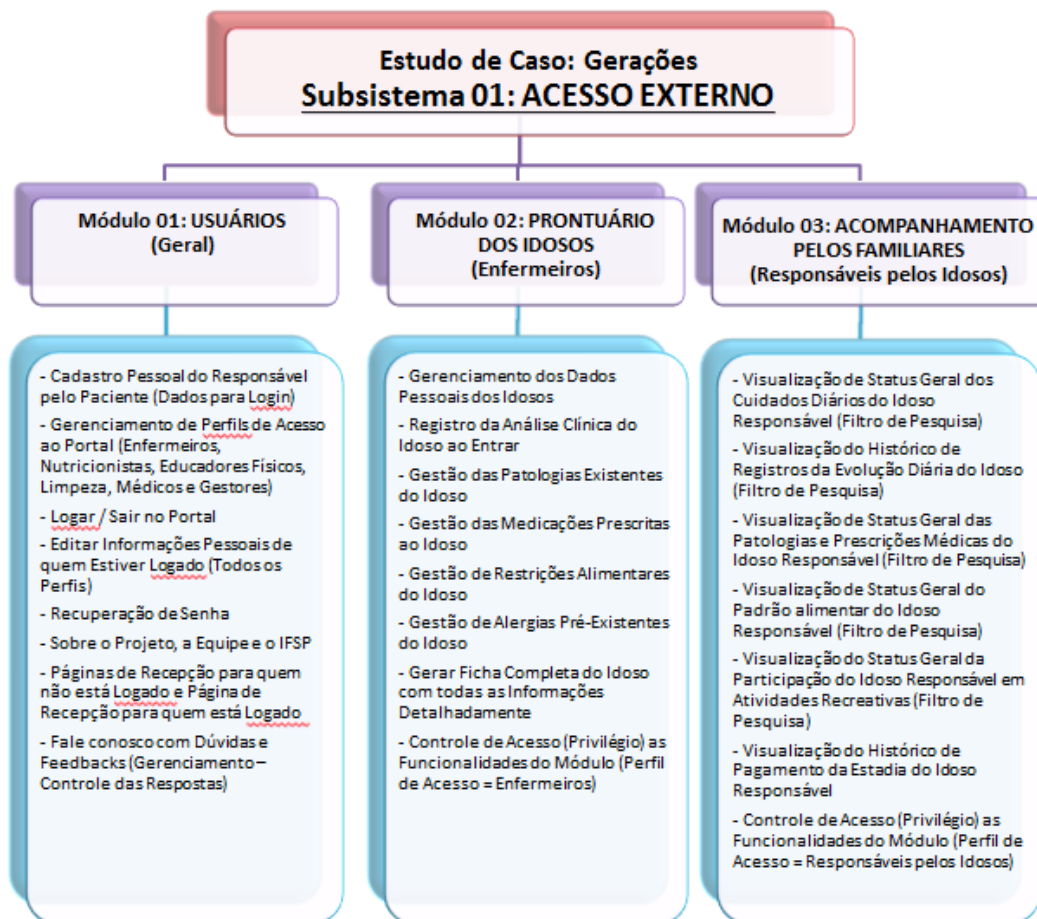 Estudo de Caso: Gerações
Subsistema 01: ACESSO EXTERNO
Módulo 01: USUÁRIOS
(Geral)
Módulo 02: PRONTUÁRIO
DOS IDOSOS
(Enfermeiros)
Módulo 03: ACOMPANHAMENTO
PELOS FAMILIARES
(Responsáveis pelos Idosos)
- Cadastro Pessoal do Responsável
pelo Paciente (Dados para Login)
- Gerenciamento de Perfils de Acesso
ao Portal (Enfermeiros,
Nutricionistas, Educadores Físicos,
Limpeza, Médicos e Gestores)
- Logar / Sair no Portal
- Editar Informações Pessoais de
quem Estiver Logado (Todos os
Perfis)
- Recuperação de Senha
- Sobre o Projeto, a Equipe e o IFSP
- Páginas de Recepção para quem
não está Logado e Página de
Recepção para quem está Logado
- Fale conosco com Dúvidas e
Feedbacks (Gerenciamento –
Controle das Respostas)
- Gerenciamento dos Dados
Pessoais dos Idosos
- Registro da Análise Clínica do
Idoso ao Entrar
- Gestão das Patologias Existentes
do Idoso
- Gestão das Medicações Prescritas
ao Idoso
- Gestão de Restrições Alimentares
do Idoso
- Gestão de Alergias Pré-Existentes
do Idoso
- Gerar Ficha Completa do Idoso
com todas as Informações
Detalhadamente
- Controle de Acesso (Privilégio) as
Funcionalidades do Módulo (Perfil
de Acesso = Enfermeiros)
- Visualização de Status Geral dos
Cuidados Diários do Idoso
Responsável (Filtro de Pesquisa)
- Visualização do Histórico de
Registros da Evolução Diária do Idoso
(Filtro de Pesquisa)
- Visualização de Status Geral das
Patologias e Prescrições Médicas do
Idoso Responsável (Filtro de Pesquisa)
- Visualização de Status Geral do
Padrão alimentar do Idoso
Responsável (Filtro de Pesquisa)
- Visualização do Status Geral da
Participação do Idoso Responsável em
Atividades Recreativas (Filtro de
Pesquisa)
- Visualização do Histórico de
Pagamento da Estadia do Idoso
Responsável
- Controle de Acesso (Privilégio) as
Funcionalidades do Módulo (Perfil de
Acesso = Responsáveis pelos Idosos)